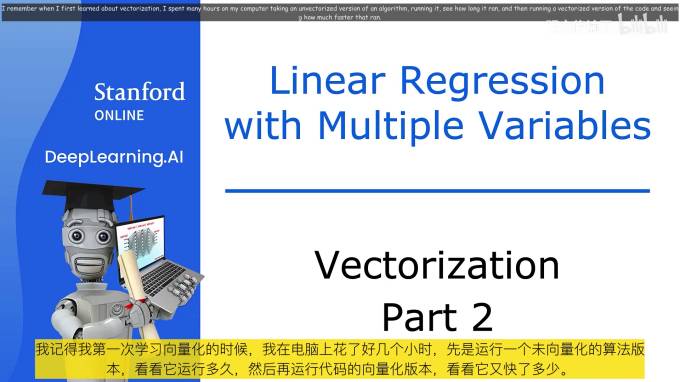 I remember when I first learned about vectorization, I spent many hours on my computer taking an unvectorized version of an algorithm, running it, see how long it ran, and then running a vectorized version of the code and seein
g how much faster that ran.
Stanford
ONLINE
DeepLearning.AI
Linear Regression
with Multiple Variables
Vectorization
Part 2
我记得我第一次学习向量化的时候，我在电脑上花了好几个小时，先是运行一个未向量化的算法版
本，看看它运行多久，然后再运行代码的向量化版本，看看它又快了多少。